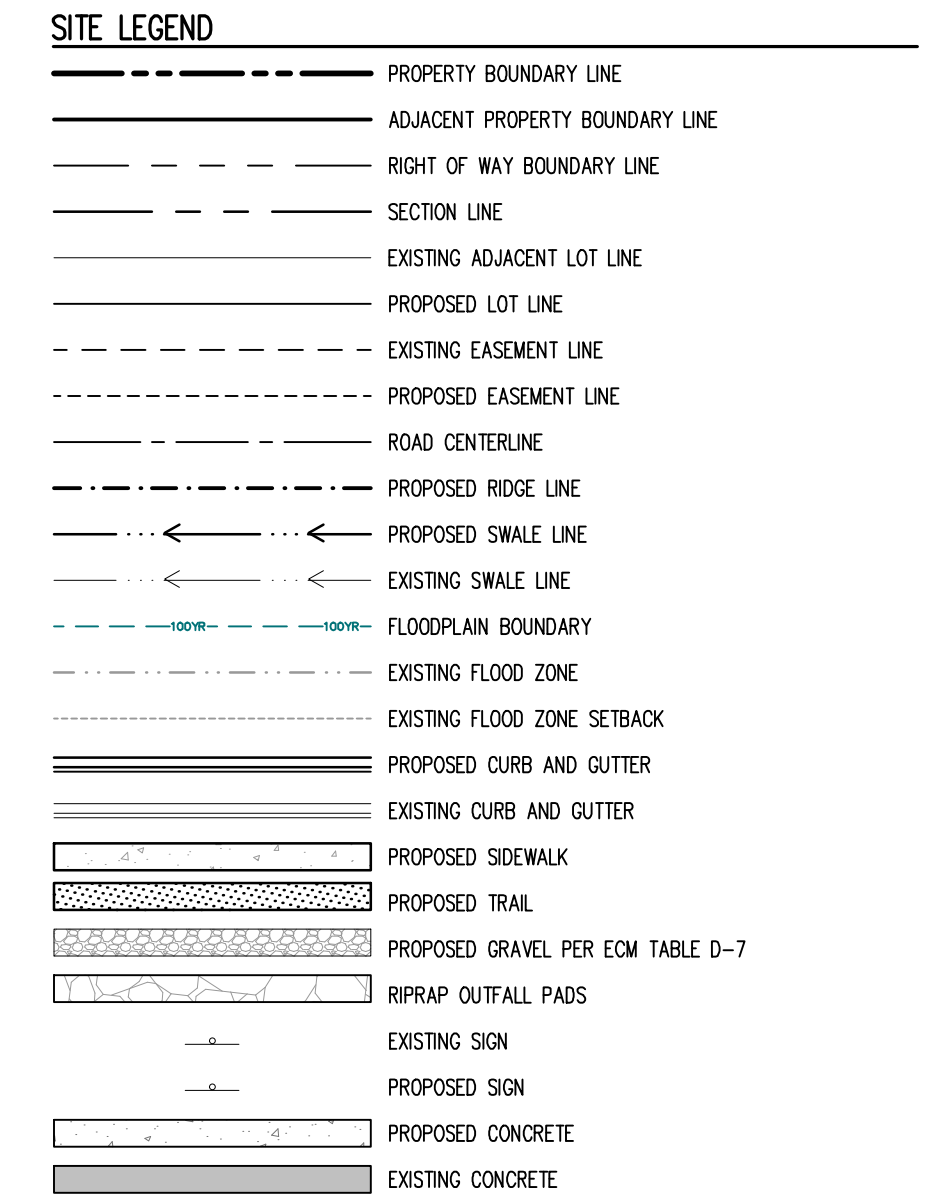 SITE LEGEND
PROPERTY BOUNDARY LINE
ADJACENT PROPERTY BOUNDARY LINE
RIGHT OF WAY BOUNDARY LINE
SECTION LINE
EXISTING ADJACENT LOT LINE
PROPOSED LOT LINE
EXISTING EASEMENT LINE
PROPOSED EASEMENT LINE
ROAD CENTERLINE
PROPOSED RIDGE LINE
PROPOSED SWALE LINE
EXISTING SWALE LINE
100YR 100YR FLOODPLAIN BOUNDARY
EXISTING FLOOD ZONE
EXISTING FLOOD ZONE SETBACK
PROPOSED CURB AND GUTTER
EXISTING CURB AND GUTTER
PROPOSED SIDEWALK
PROPOSED TRAIL
PROPOSED GRAVEL PER ECM TABLE D-7
RIPRAP OUTFALL PADS
EXISTING SIGN
PROPOSED SIGN
PROPOSED CONCRETE
EXISTING CONCRETE